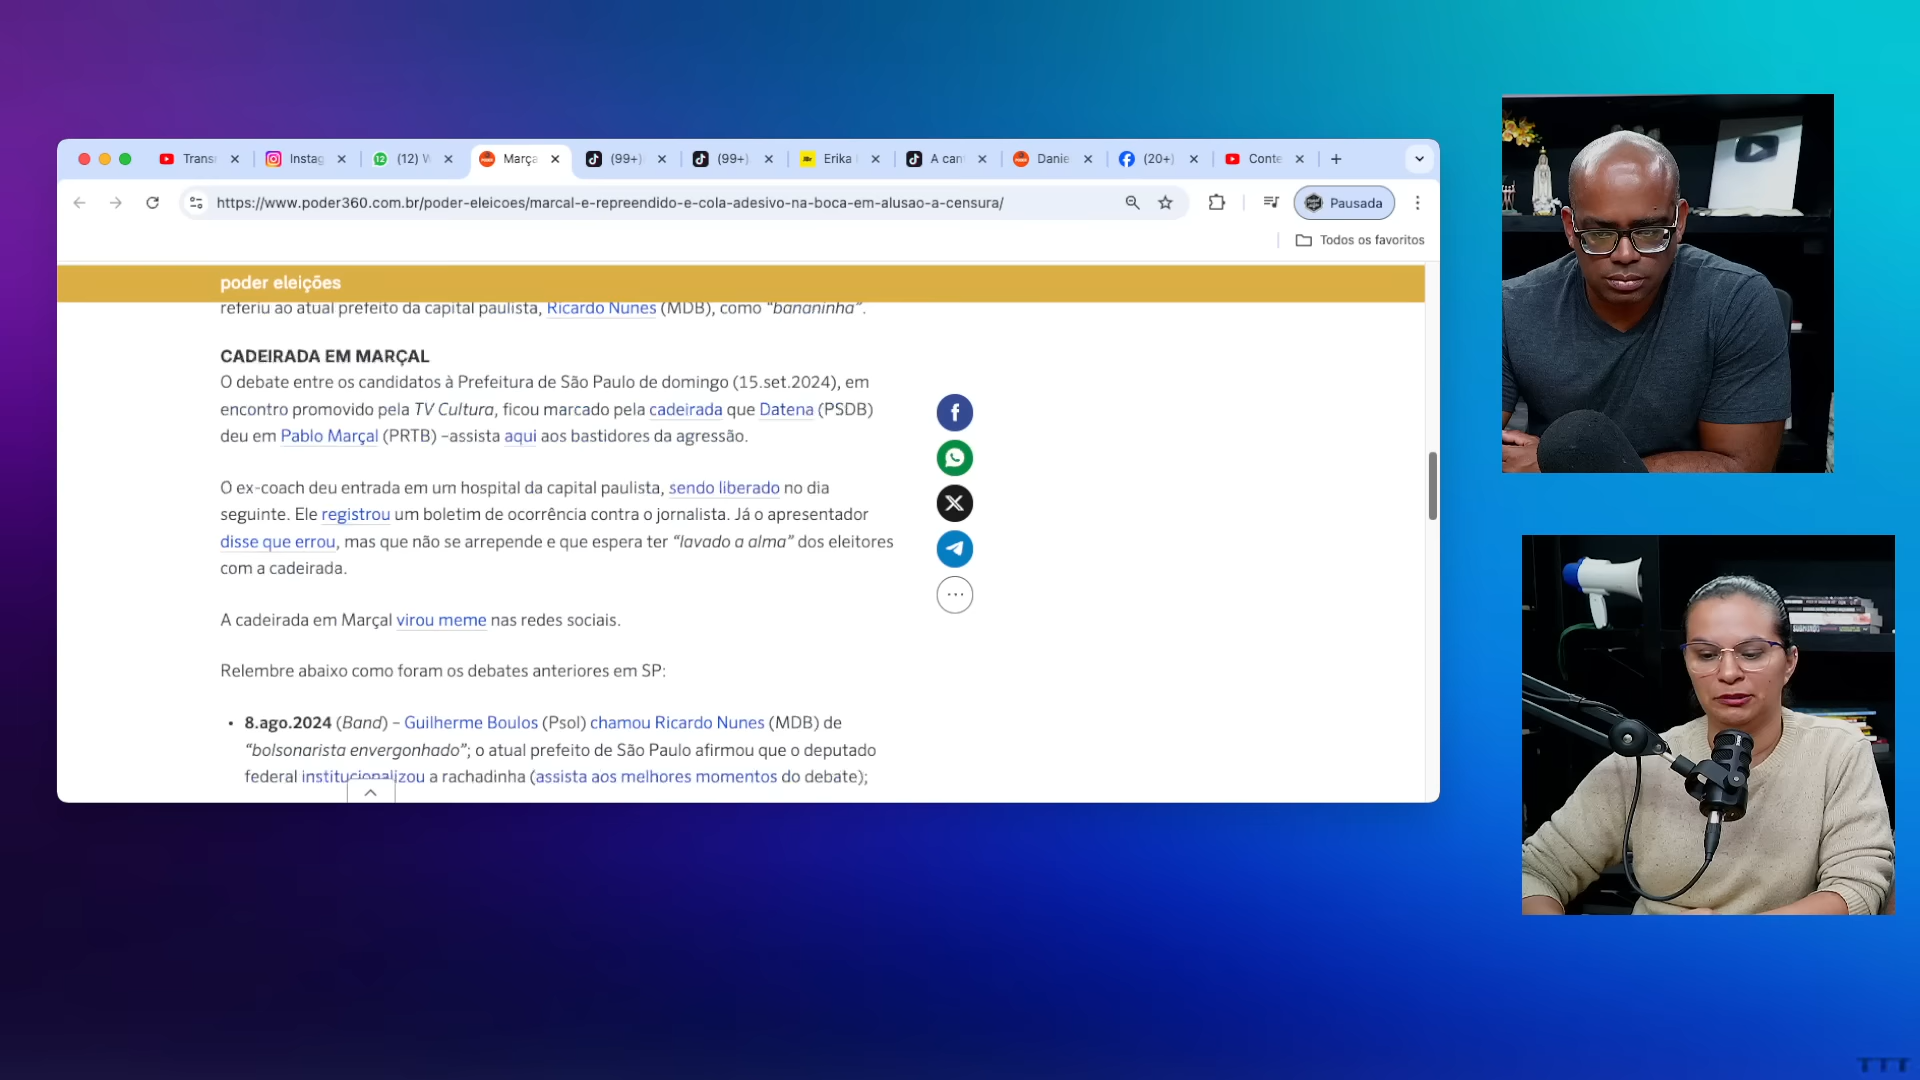 Trans
Instag
(12) W
Março
(99+)
(99+)
Erika
A can
Danie
(20+)
Conte
https://www.poder360.com.br/poder-eleicoes/marcal-e-repreendido-e-cola-adesivo-na-boca-em-alusao-a-censura/
Pausada
Todos os favoritos
poder eleições
referiu ao atual prefeito da capital paulista, Ricardo Nunes (MDB), como “bananinha”.
CADEIRADA EM MARÇAL
O debate entre os candidatos à Prefeitura de São Paulo de domingo (15.set.2024), em
encontro promovido pela TV Cultura, ficou marcado pela cadeirada que Datena (PSDB)
deu em Pablo Marçal (PRTB) –assista aqui aos bastidores da agressão.
O ex-coach deu entrada em um hospital da capital paulista, sendo liberado no dia
seguinte. Ele registrou um boletim de ocorrência contra o jornalista. Já o apresentador
disse que errou, mas que não se arrepende e que espera ter “lavado a alma” dos eleitores
com a cadeirada.
A cadeirada em Marçal virou meme nas redes sociais.
Relembre abaixo como foram os debates anteriores em SP:
• 8.ago.2024 (Band) – Guilherme Boulos (Psol) chamou Ricardo Nunes (MDB) de
“bolsonarista envergonhado”; o atual prefeito de São Paulo afirmou que o deputado
federal institucionalizou a rachadinha (assista aos melhores momentos do debate);